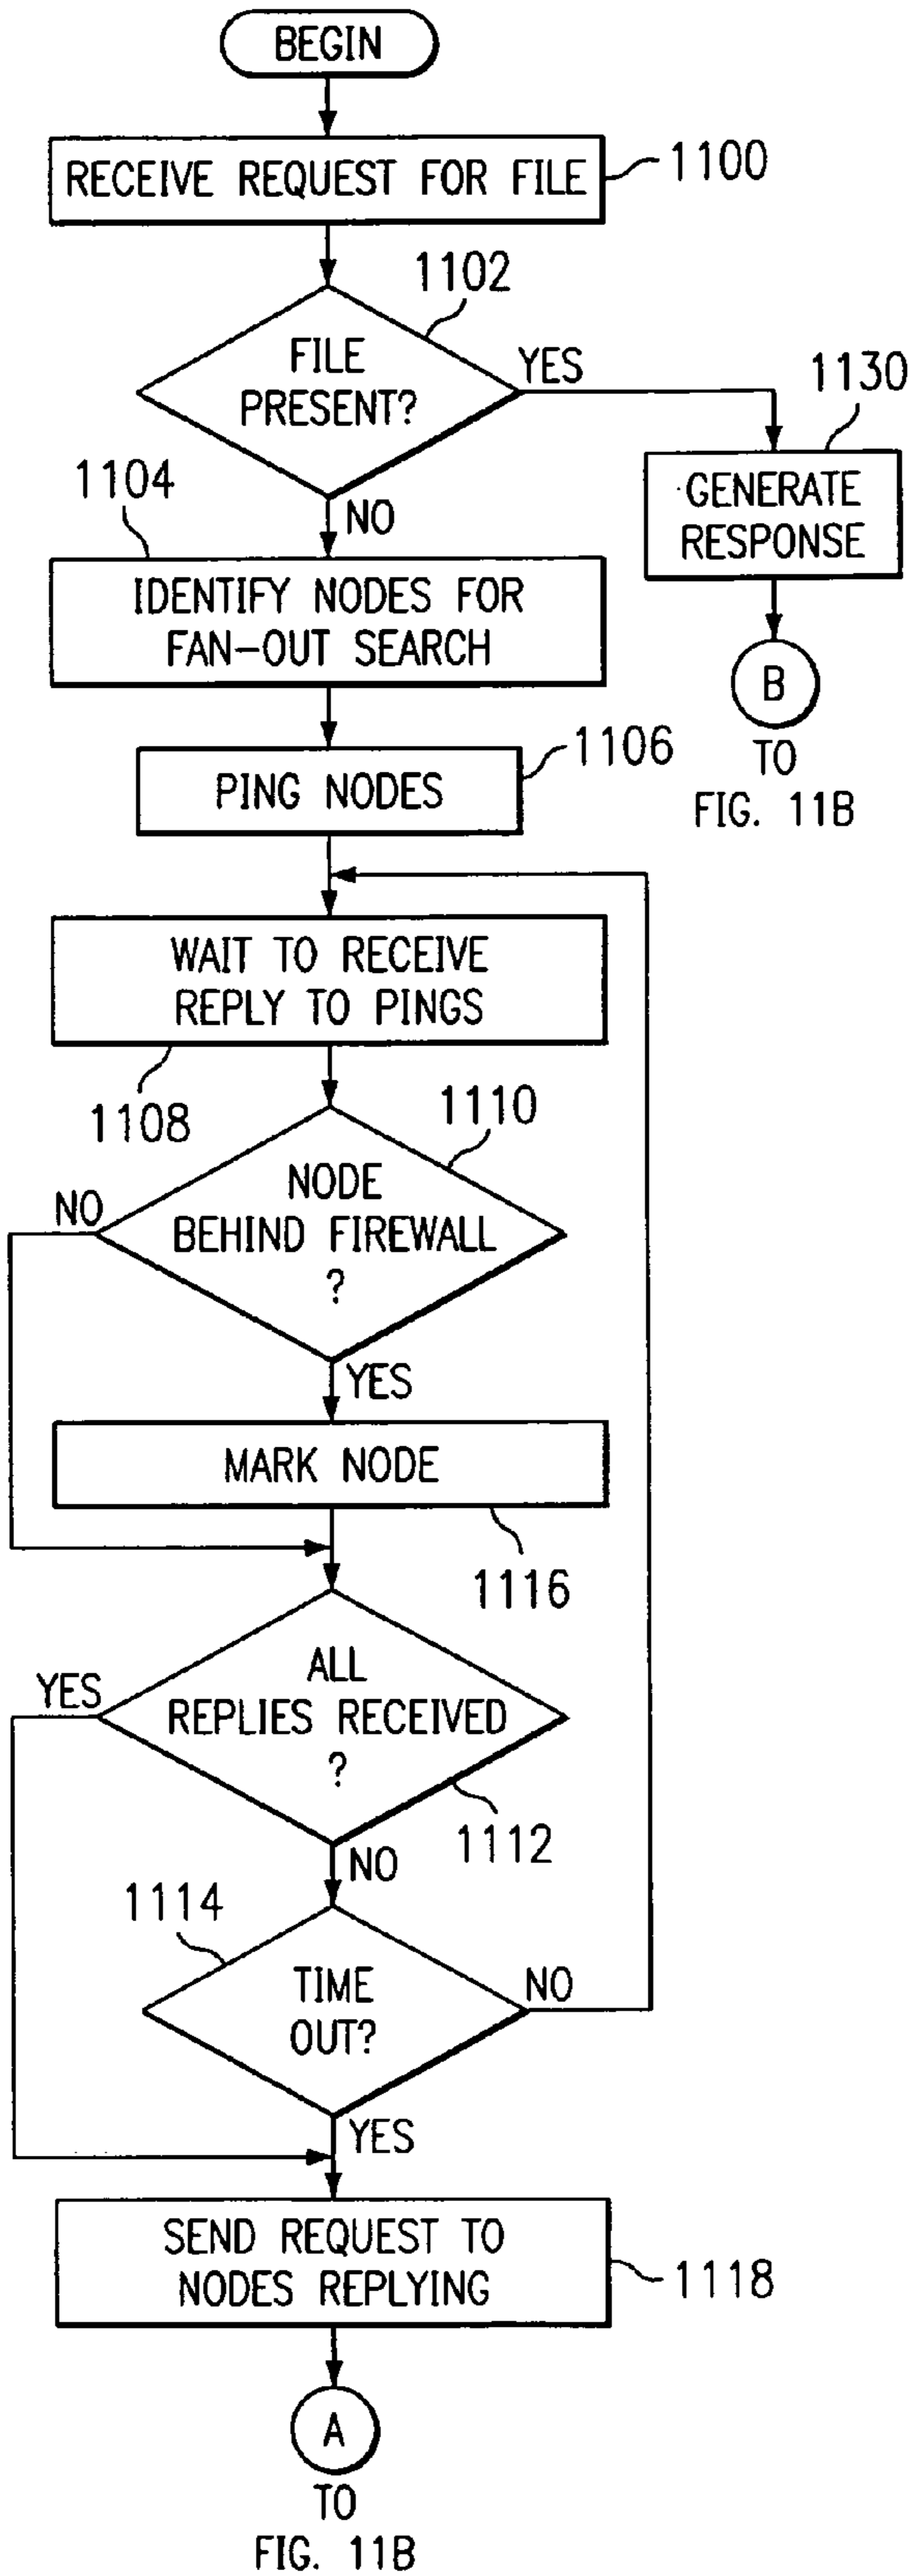 BEGIN
RECEIVE REQUEST FOR FILE
1100
1102
FILE
PRESENT?
YES
1130
GENERATE
RESPONSE
B
TO
FIG. 11B
NO
1104
IDENTIFY NODES FOR
FAN-OUT SEARCH
1106
PING NODES
WAIT TO RECEIVE
REPLY TO PINGS
1108
1110
NODE
BEHIND FIREWALL
?
NO
YES
MARK NODE
1116
ALL
REPLIES RECEIVED
?
YES
1112
NO
1114
TIME
OUT?
NO
YES
SEND REQUEST TO
NODES REPLYING
1118
A
TO
FIG. 11B